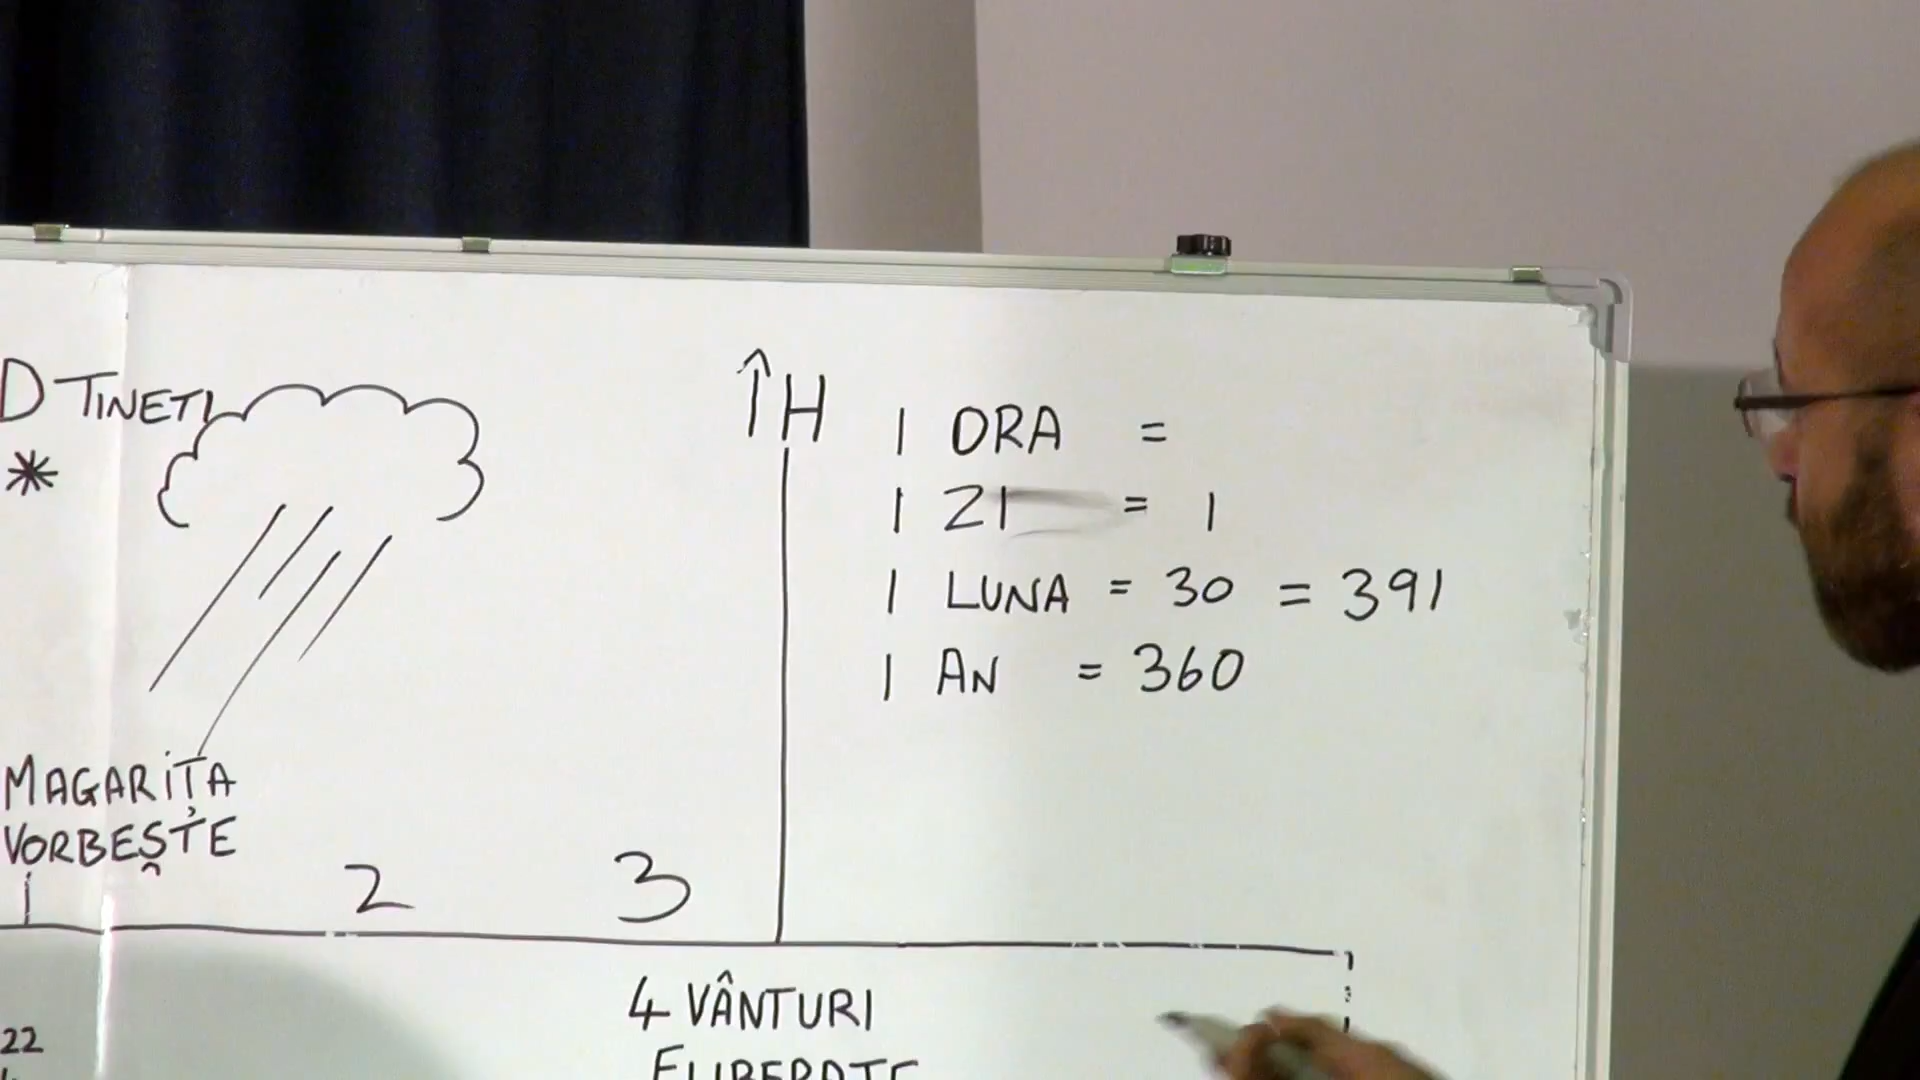 D TINETI
*
MAGARIȚA
VORBEȘTE
1 2 3
↑H
1 ORA =
1 ZI = 1
1 LUNA = 30 = 391
1 AN = 360
4 VÂNTURI
22